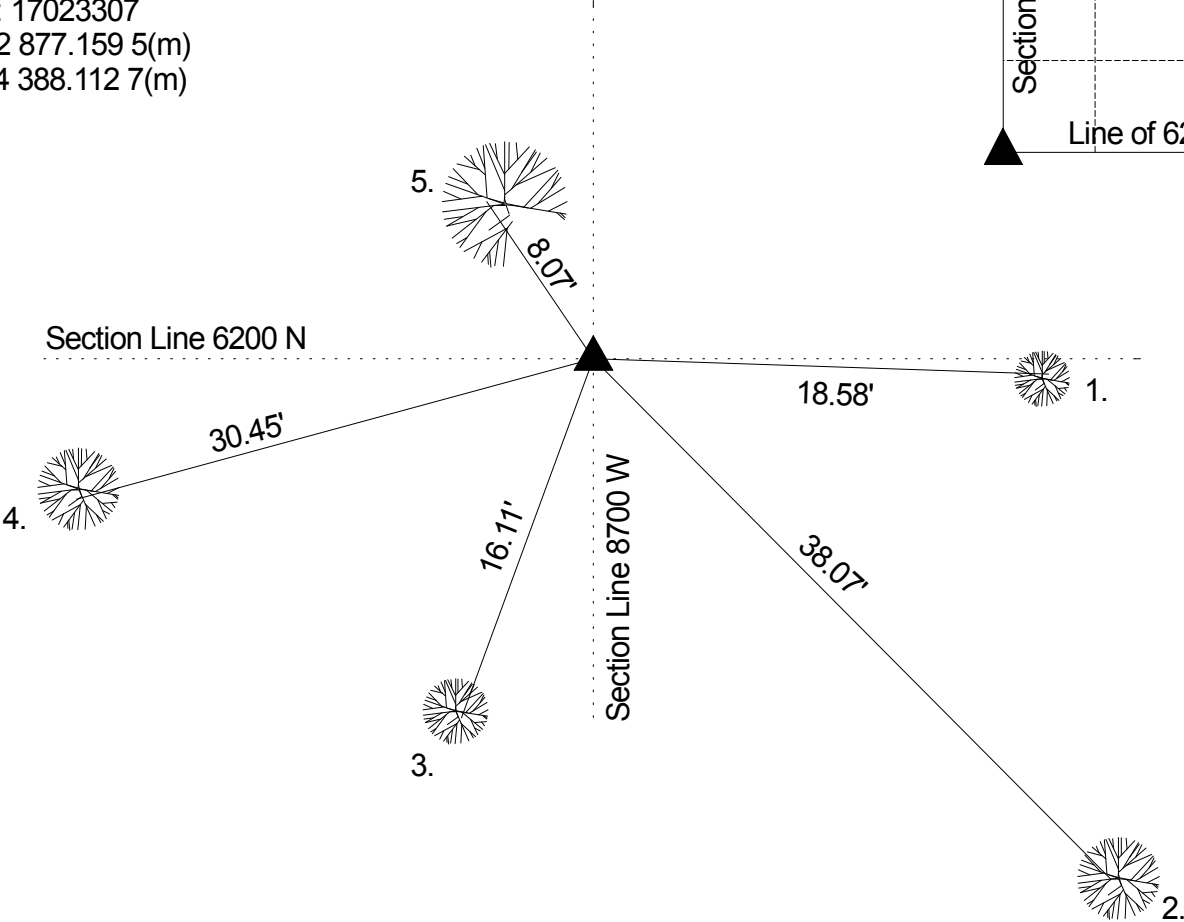 : 17023307
2 877.159 5(m)
4 388.112 7(m)
Section
Line of 62
5.
8.07'
Section Line 6200 N
18.58'
1.
30.45'
4.
16.11'
Section Line 8700 W
38.07'
3.
2.